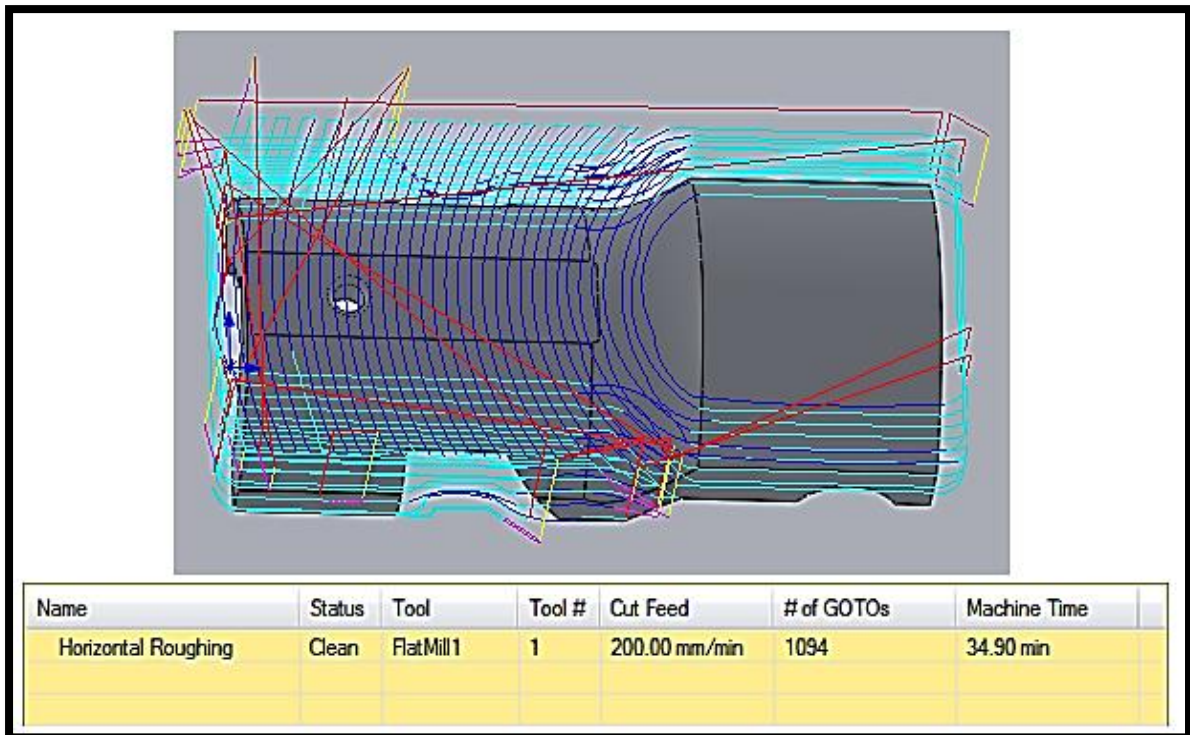 Name Status Tool Tool # Cut Feed # of GOTOs Machine Time
Horizontal Roughing Clean FlatMill1 1 200.00 mm/min 1094 34.90 min